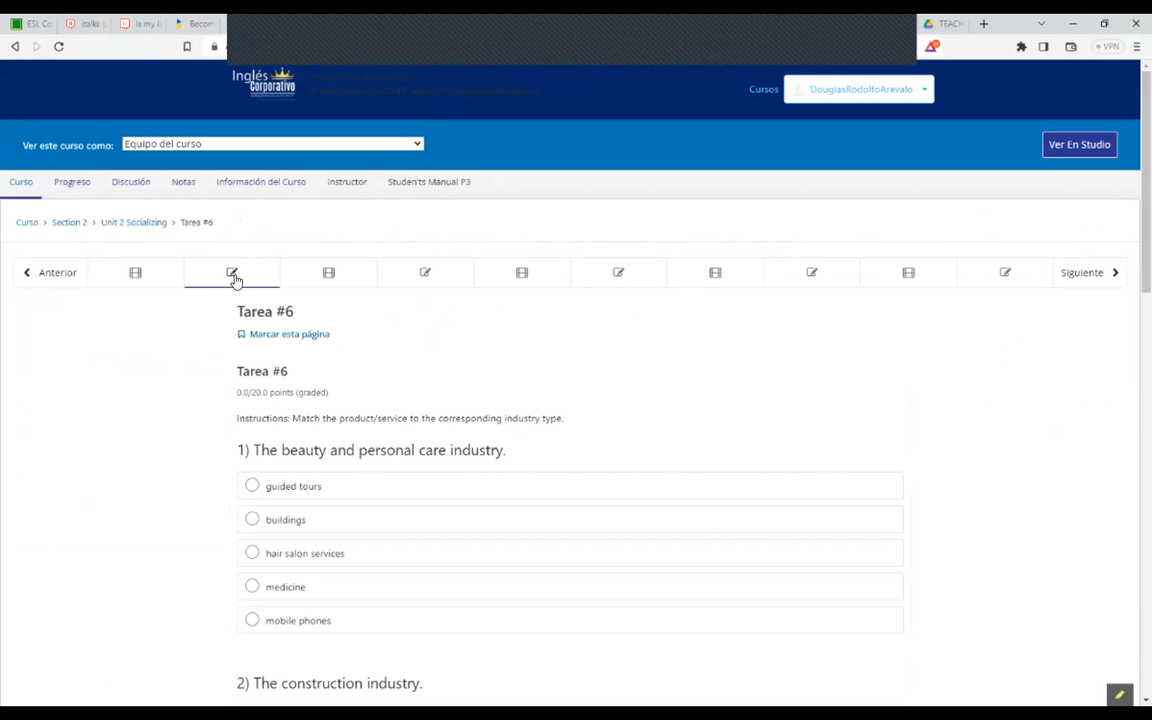 ESL Co
italki:
Is my l
Becom
TEACH
VPN
Inglés
Corporativo
Cursos
DouglasRodolfoArevalo
Ver este curso como:
Equipo del curso
Ver En Studio
Curso
Progreso
Discusión
Notas
Información del Curso
Instructor
Studen'ts Manual P3
Curso > Section 2 > Unit 2 Socializing > Tarea #6
Anterior
Siguiente
Tarea #6
Marcar esta página
Tarea #6
0.0/20.0 points (graded)
Instructions: Match the product/service to the corresponding industry type.
1) The beauty and personal care industry.
guided tours
buildings
hair salon services
medicine
mobile phones
2) The construction industry.